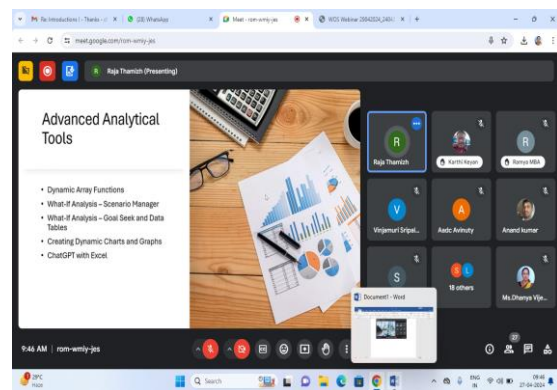 Re: Introductions ! - Thenks - d
(20) WhatsApp
Meet - rom-wmiy-jes
meet.google.com/rom-wmiy-jes
R
Raja Thamizh (Presenting)
Advanced Analytical
Tools
• Dynamic Array Functions
• What-If Analysis – Scenario Manager
• What-If Analysis – Goal Seek and Data
Tables
• Creating Dynamic Charts and Graphs
• ChatGPT with Excel
R
Raja Thamizh
Karthi Keyan
R
Ramya MBA
V
Vinjamuri Sripal...
A
Aadc Avinuty
Anand kumar
S
S
L
18 others
Ms.Dhanya Vije...
Document1 - Word
27
9:46 AM | rom-wmiy-jes
29°C
Haze
Search
ENG
IN
09:46
27-04-2024